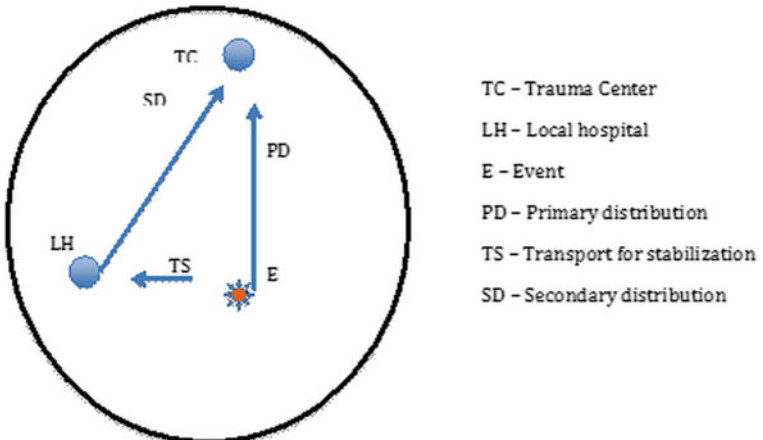 TC
SD
PD
LH
TS
E
TC – Trauma Center
LH – Local hospital
E – Event
PD – Primary distribution
TS – Transport for stabilization
SD – Secondary distribution